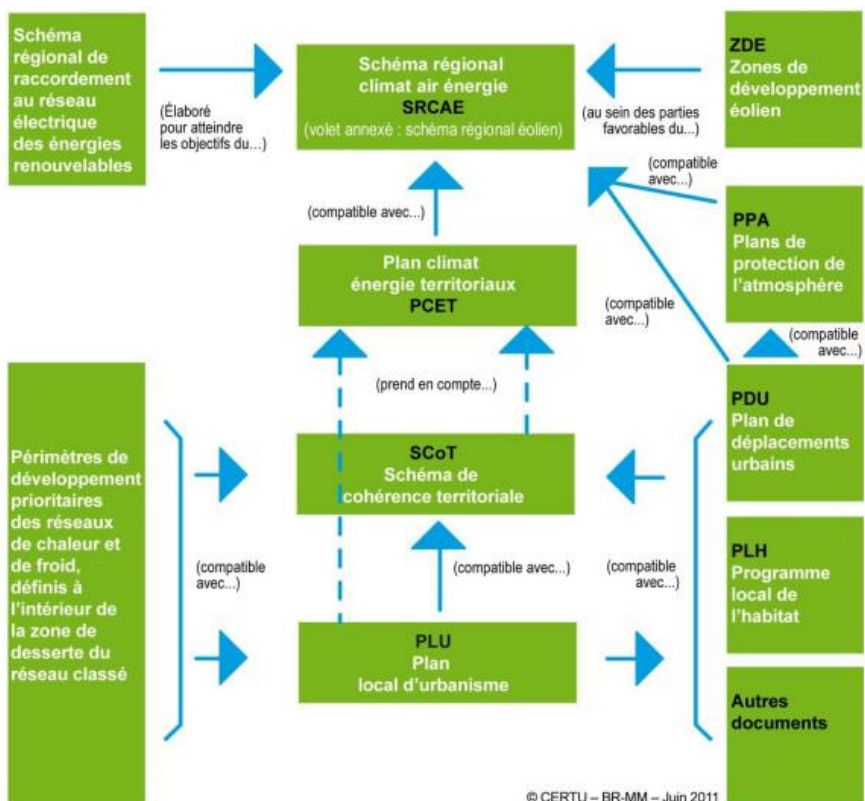 Schéma
régional de
raccordement
au réseau
électrique
des énergies
renouvelables
(Élaboré
pour atteindre
les objectifs du...)
Schéma régional
climat air énergie
SRCAE
(volet annexé : schéma régional éolien)
(au sein des parties
favorables du...)
ZDE
Zones de
développement
éolien
(compatible
avec...)
PPA
Plans de
protection de
l'atmosphère
(compatible avec...)
Plan climat
énergie territoriaux
PCET
(compatible
avec...)
(compatible
avec...)
(prend en compte...)
PDU
Plan de
déplacements
urbains
SCoT
Schéma de
cohérence territoriale
Périmètres de
développement
prioritaires
des réseaux
de chaleur et
de froid,
définis à
l'intérieur de
la zone de
desserte du
réseau classé
(compatible
avec...)
(compatible avec...)
(compatible
avec...)
PLH
Programme
local de
l'habitat
PLU
Plan
local d'urbanisme
Autres
documents
© CERTU – BR-MM – Juin 2011